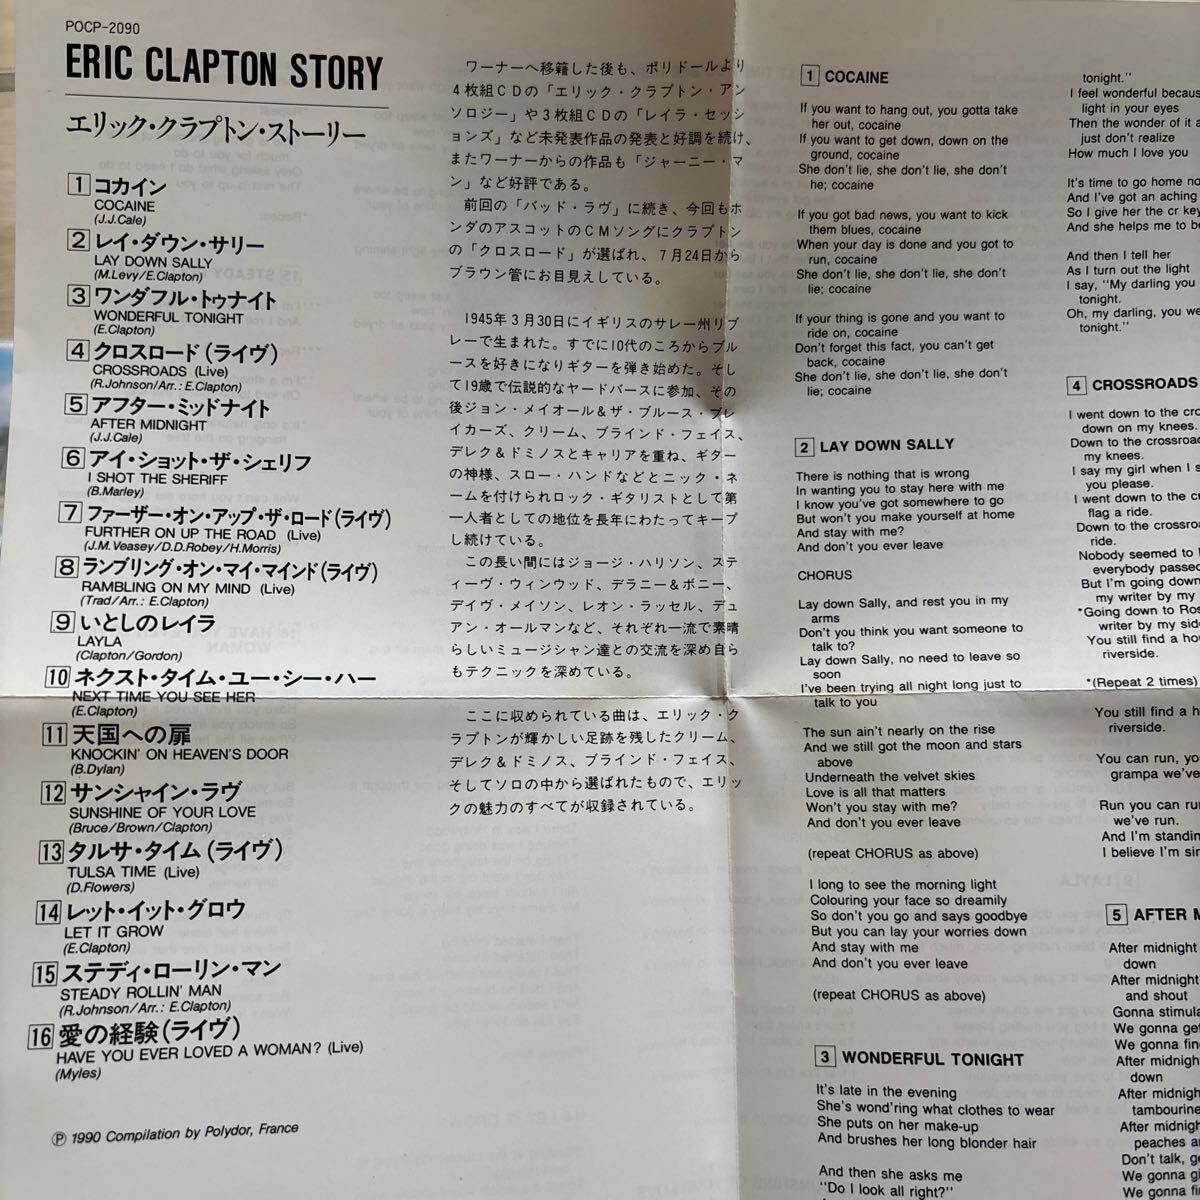 POCP-2090
ERIC CLAPTON STORY
エリック・クラプトン・ストーリー
1 コカイン
COCAINE
(J.J.Cale)
2 レイ・ダウン・サリー
LAY DOWN SALLY
(M.Levy/E.Clapton)
3 ワンダフル・トゥナイト
WONDERFUL TONIGHT
(E.Clapton)
4 クロスロード(ライヴ)
CROSSROADS (Live)
(R.Johnson/Arr.: E.Clapton)
5 アフター・ミッドナイト
AFTER MIDNIGHT
(J.J.Cale)
6 アイ・ショット・ザ・シェリフ
I SHOT THE SHERIFF
(B.Marley)
7 ファーザー・オン・アップ・ザ・ロード(ライヴ)
FURTHER ON UP THE ROAD (Live)
(J.M.Veasey/D.D.Robey/H.Morris)
8 ランブリング・オン・マイ・マインド(ライヴ)
RAMBLING ON MY MIND (Live)
(Trad/Arr.: E.Clapton)
9 いとしのレイラ
LAYLA
(Clapton/Gordon)
10 ネクスト・タイム・ユー・シー・ハー
NEXT TIME YOU SEE HER
(E.Clapton)
11 天国への扉
KNOCKIN' ON HEAVEN'S DOOR
(B.Dylan)
12 サンシャイン・ラヴ
SUNSHINE OF YOUR LOVE
(Bruce/Brown/Clapton)
13 タルサ・タイム(ライヴ)
TULSA TIME (Live)
(D.Flowers)
14 レット・イット・グロウ
LET IT GROW
(E.Clapton)
15 ステディ・ローリン・マン
STEADY ROLLIN' MAN
(R.Johnson/Arr.: E.Clapton)
16 愛の経験(ライヴ)
HAVE YOU EVER LOVED A WOMAN? (Live)
(Myles)
Ⓟ 1990 Compilation by Polydor, France
ワーナーへ移籍した後も、ポリドールより
4枚組CDの「エリック・クラプトン・アン
ソロジー」や3枚組CDの「レイラ・セッシ
ョンズ」など未発表作品の発表と好調を続け、
またワーナーからの作品も「ジャーニー・マ
ン」など好評である。
前回の「バッド・ラヴ」に続き、今回もホ
ンダのアスコットのCMソングにクラプトン
の「クロスロード」が選ばれ、7月24日から
ブラウン管にお目見えしている。
1945年3月30日にイギリスのサレー州リプ
レーで生まれた。すでに10代のころからブル
ースを好きになりギターを弾き始めた。そし
て19歳で伝説的なヤードバースに参加、その
後ジョン・メイオール&ザ・ブルース・ブレ
イカーズ、クリーム、ブラインド・フェイス、
デレク&ドミノスとキャリアを重ね、ギター
の神様、スロー・ハンドなどとニック・ネ
ームを付けられロック・ギタリストとして第
一人者としての地位を長年にわたってキープ
し続けている。
この長い間にはジョージ・ハリソン、ステ
ィーヴ・ウィンウッド、デラニー&ボニー、
デイヴ・メイソン、レオン・ラッセル、デュ
アン・オールマンなど、それぞれ一流で素晴
らしいミュージシャン達との交流を深め自ら
もテクニックを深めている。
ここに収められている曲は、エリック・ク
ラプトンが輝かしい足跡を残したクリーム、
デレク&ドミノス、ブラインド・フェイス、
そしてソロの中から選ばれたもので、エリッ
クの魅力のすべてが収録されている。
1 COCAINE
If you want to hang out, you gotta take
her out, cocaine
If you want to get down, down on the
ground, cocaine
She don't lie, she don't lie, she don't
he; cocaine
If you got bad news, you want to kick
them blues, cocaine
When your day is done and you got to
run, cocaine
She don't lie, she don't lie, she don't
lie; cocaine
If your thing is gone and you want to
ride on, cocaine
Don't forget this fact, you can't get
back, cocaine
She don't lie, she don't lie, she don't
lie; cocaine
2 LAY DOWN SALLY
There is nothing that is wrong
In wanting you to stay here with me
I know you've got somewhere to go
But won't you make yourself at home
And stay with me?
And don't you ever leave
CHORUS
Lay down Sally, and rest you in my
arms
Don't you think you want someone to
talk to?
Lay down Sally, no need to leave so
soon
I've been trying all night long just to
talk to you
The sun ain't nearly on the rise
And we still got the moon and stars
above
Underneath the velvet skies
Love is all that matters
Won't you stay with me?
And don't you ever leave
(repeat CHORUS as above)
I long to see the morning light
Colouring your face so dreamily
So don't you go and says goodbye
But you can lay your worries down
And stay with me
And don't you ever leave
(repeat CHORUS as above)
3 WONDERFUL TONIGHT
It's late in the evening
She's wond'ring what clothes to wear
She puts on her make-up
And brushes her long blonder hair
And then she asks me
"Do I look all right?"
tonight."
I feel wonderful becaus
light in your eyes
Then the wonder of it a
just don't realize
How much I love you
It's time to go home no
And I've got an aching
So I give her the cr key
And she helps me to be
And then I tell her
As I turn out the light
I say, "My darling you
tonight.
Oh, my darling, you we
tonight."
4 CROSSROADS
I went down to the cro
down on my knees.
Down to the crossroad
my knees.
I say my girl when I s
you please.
I went down to the cr
flag a ride.
Down to the crossroa
ride.
Nobody seemed to
everybody passed
But I'm going down
my writer by my
*Going down to Ros
writer by my side
You still find a hou
riverside.
*(Repeat 2 times)
You still find a h
riverside.
You can run, yo
grampa we've
Run you can run
we've run.
And I'm standin
I believe I'm sin
5 AFTER M
After midnight
down
After midnight
and shout
Gonna stimula
We gonna get
We gonna fin
After midnigh
down
After midnigh
tambourine
After midnigh
peaches a
Don't talk, ge
We gonna gi
We gonna fi